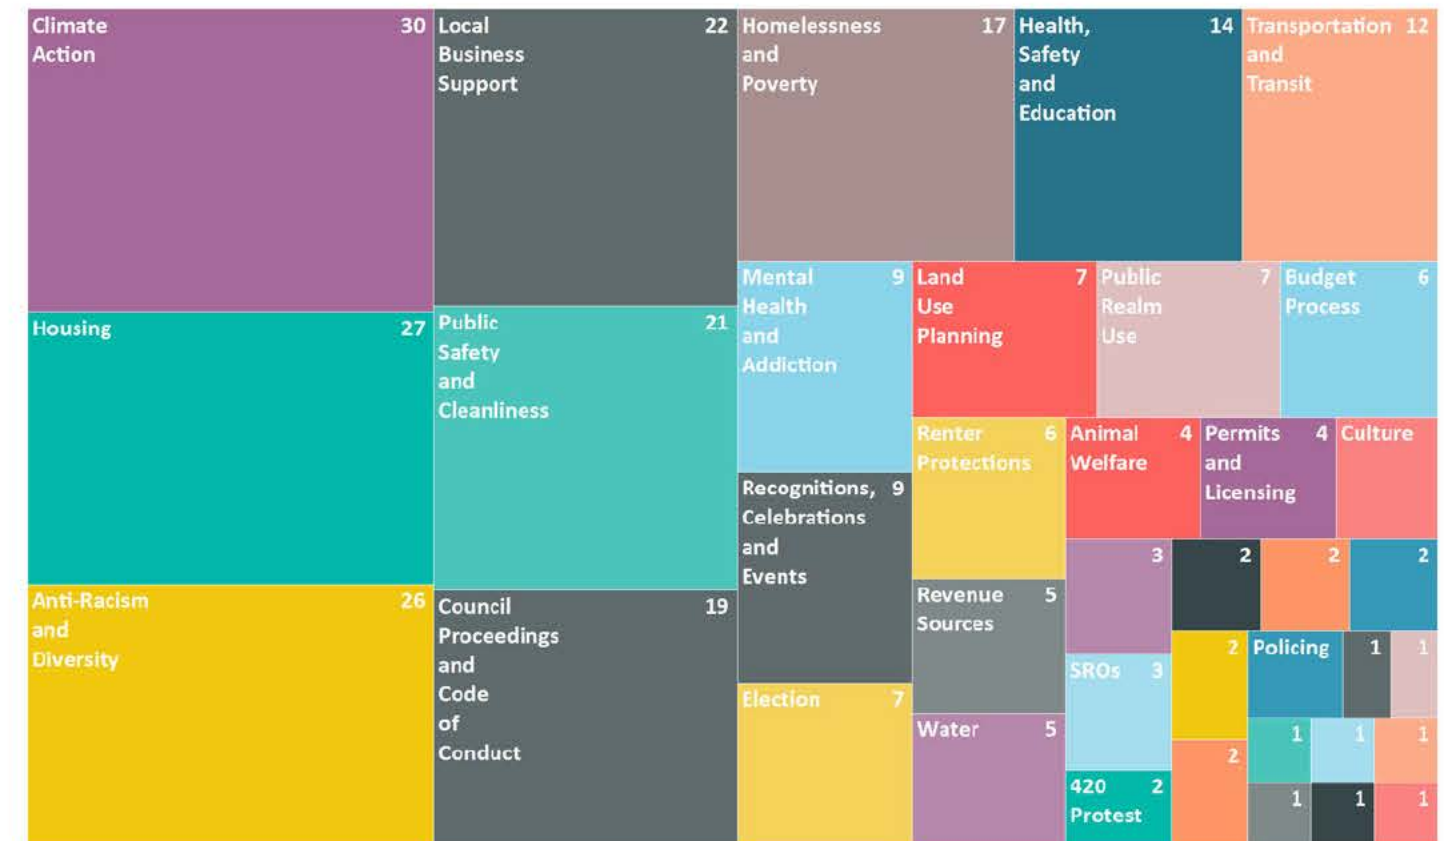 Climate 30
Action
Local 22
Business
Support
Homelessness 17
and
Poverty
Health, 14
Safety
and
Education
Transportation 12
and
Transit
Housing 27
Public 21
Safety
and
Cleanliness
Mental 9
Health
and
Addiction
Land 7
Use
Planning
Public 7
Realm
Use
Budget 6
Process
Renter 6
Protections
Animal 4
Welfare
Permits 4
and
Licensing
Culture
Recognitions, 9
Celebrations
and
Events
3
2
2
2
Anti-Racism 26
and
Diversity
Council 19
Proceedings
and
Code
of
Conduct
Revenue 5
Sources
2
Policing
1
1
SROs 3
Election 7
Water 5
1
1
1
2
420 2
Protest
1
1
1